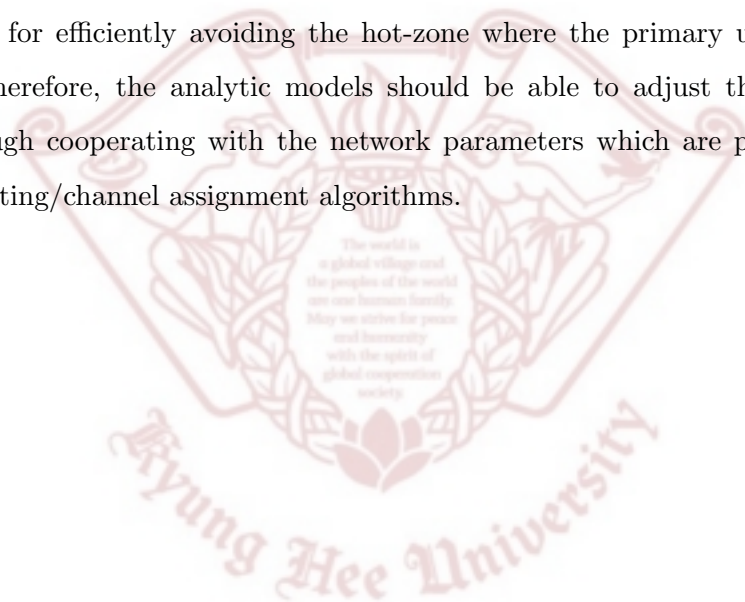 for efficiently avoiding the hot-zone where the primary u
herefore, the analytic models should be able to adjust th
ugh cooperating with the network parameters which are p
ting/channel assignment algorithms.
The world is
a global village and
the peoples of the world
are one human family.
May we strive for peace
and humanity
with the spirit of
global cooperation
society.
Kyung Hee University